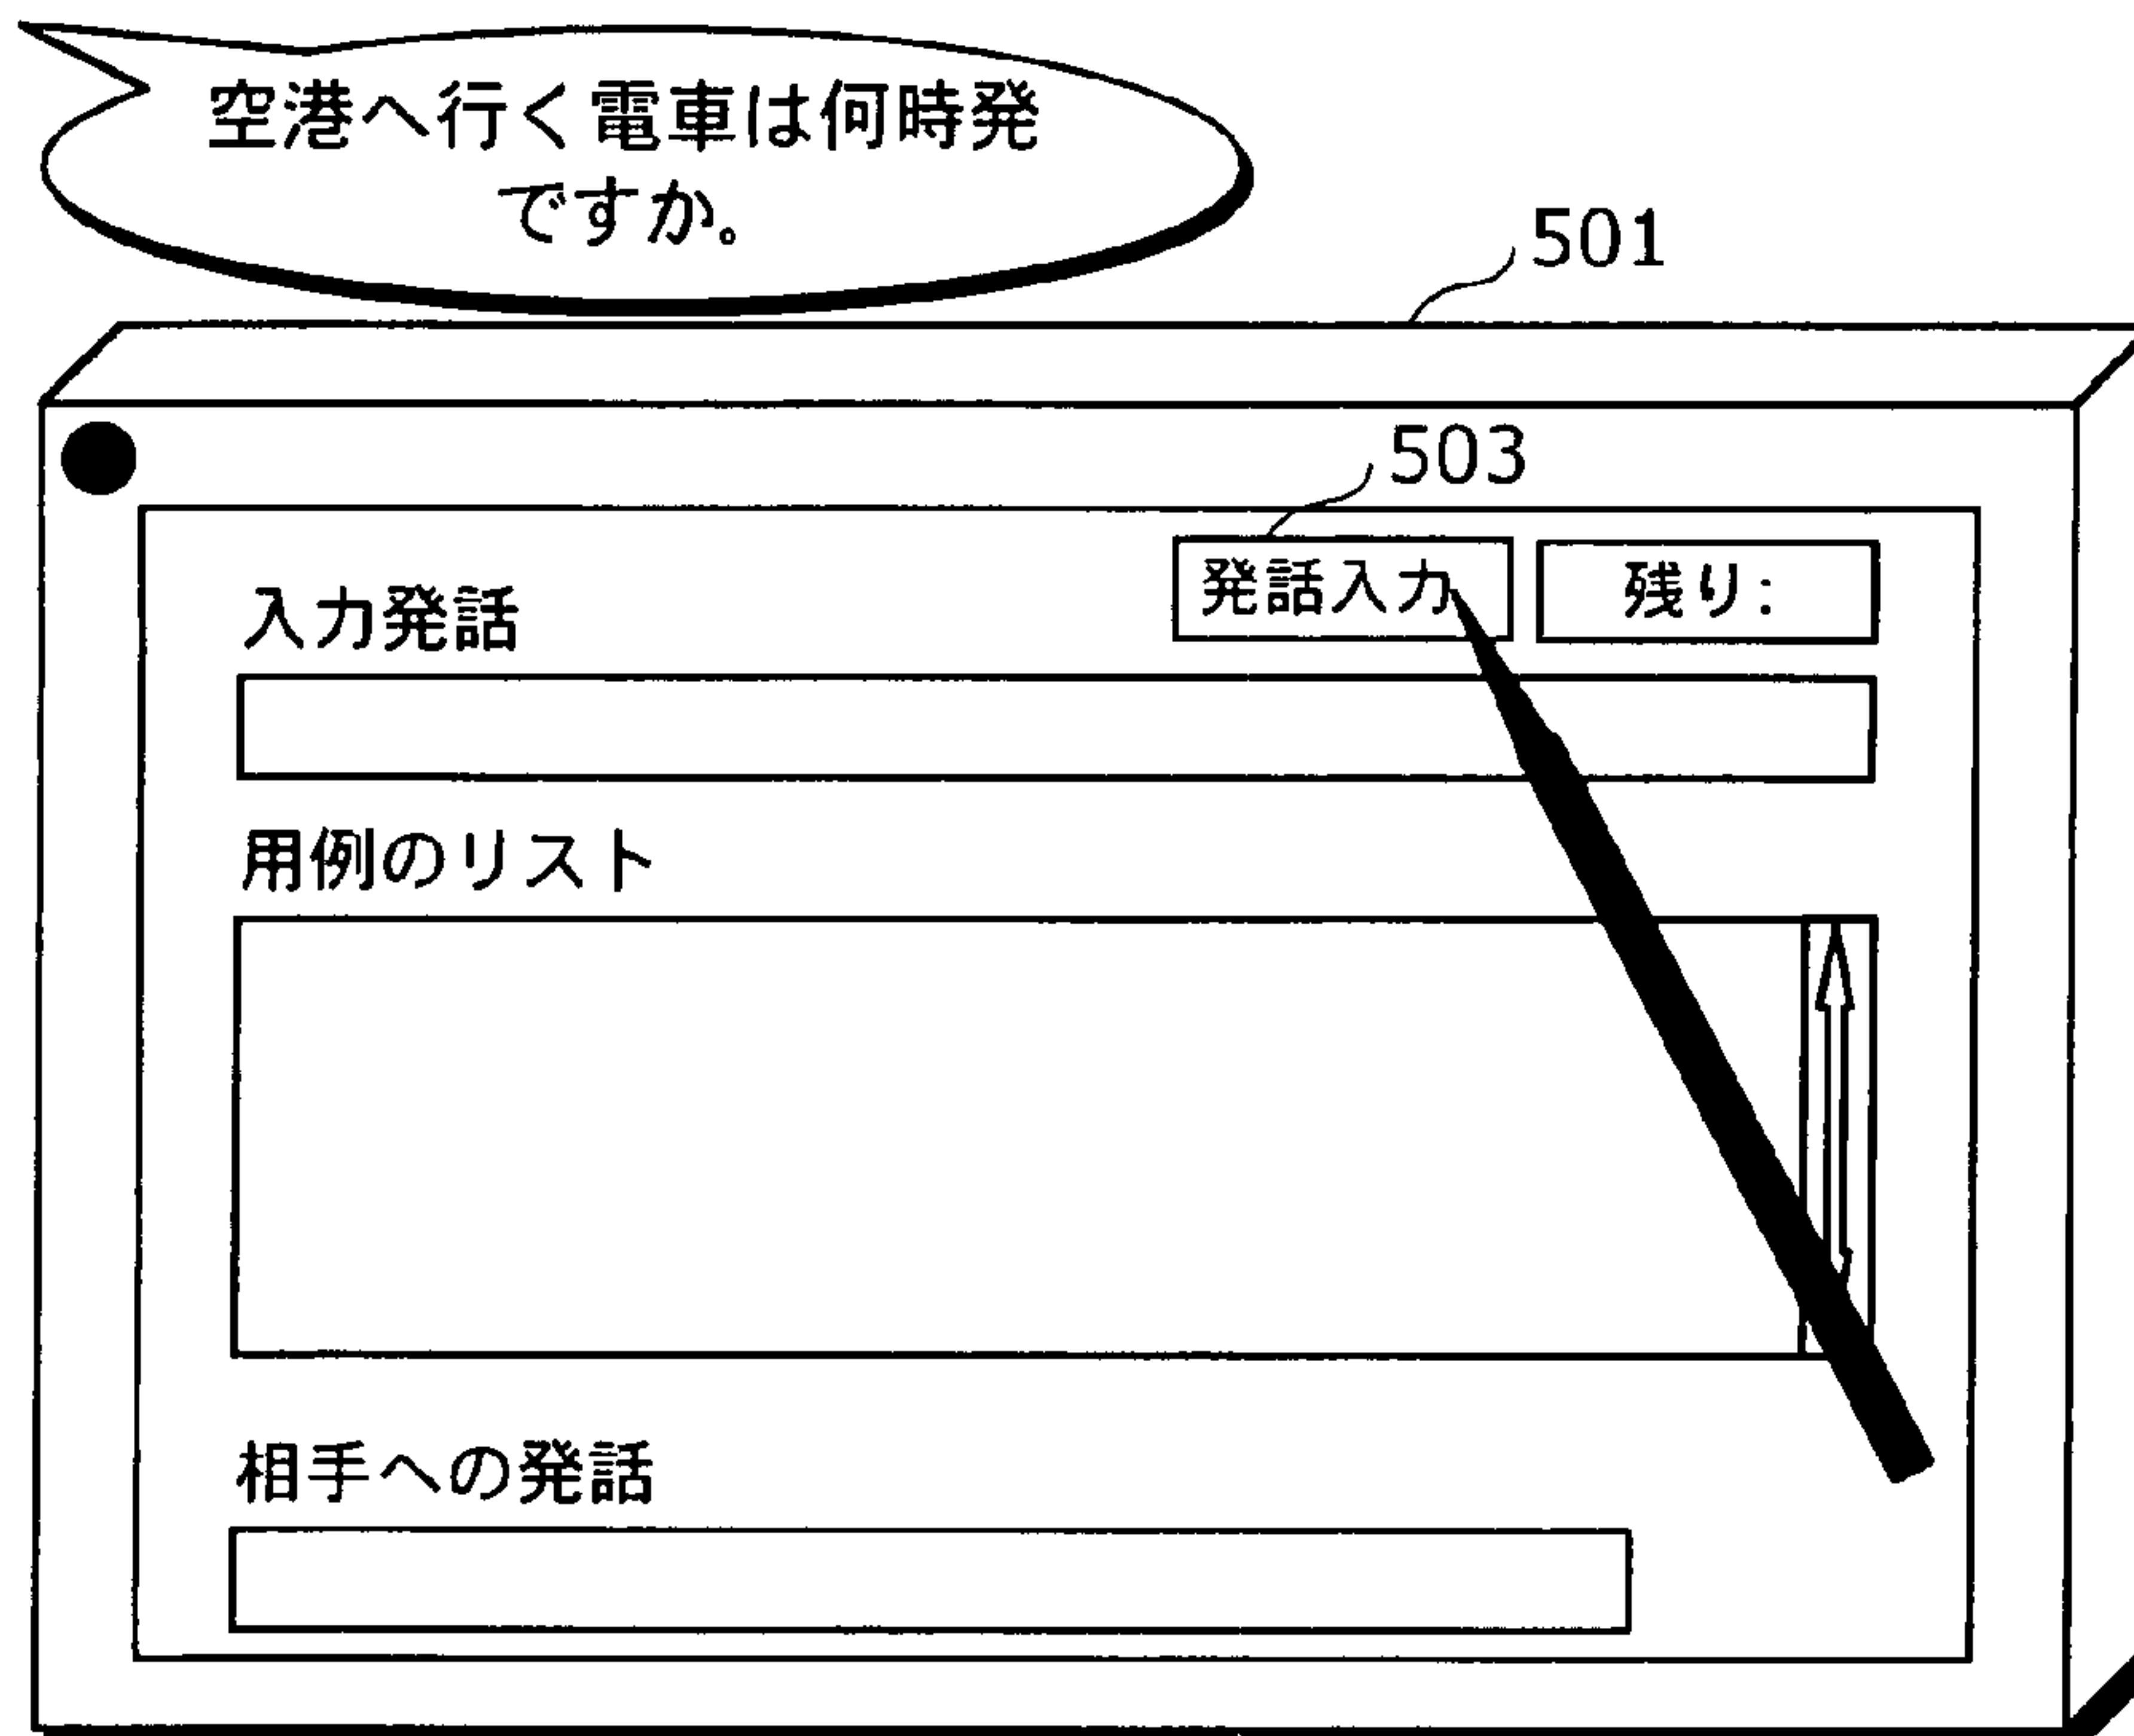 空港へ行く電車は何時発
ですか。
501
503
発話入力
残り:
入力発話
用例のリスト
相手への発話